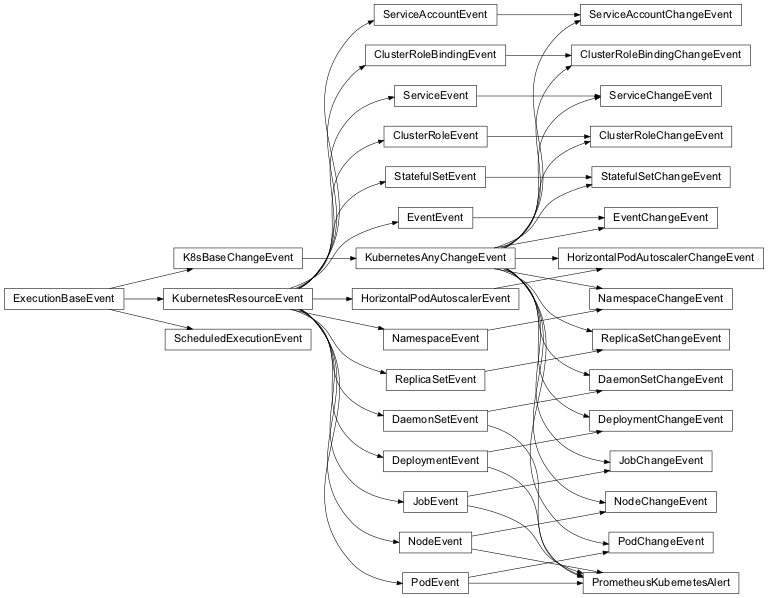 ServiceAccountEvent
ServiceAccountChangeEvent
ClusterRoleBindingEvent
ClusterRoleBindingChangeEvent
ServiceEvent
ServiceChangeEvent
ClusterRoleEvent
ClusterRoleChangeEvent
StatefulSetEvent
StatefulSetChangeEvent
EventEvent
EventChangeEvent
K8sBaseChangeEvent
KubernetesAnyChangeEvent
HorizontalPodAutoscalerChangeEvent
ExecutionBaseEvent
KubernetesResourceEvent
HorizontalPodAutoscalerEvent
NamespaceChangeEvent
ScheduledExecutionEvent
NamespaceEvent
ReplicaSetChangeEvent
ReplicaSetEvent
DaemonSetChangeEvent
DaemonSetEvent
DeploymentChangeEvent
DeploymentEvent
JobChangeEvent
JobEvent
NodeChangeEvent
NodeEvent
PodChangeEvent
PodEvent
PrometheusKubernetesAlert